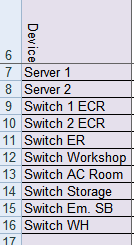 Device
6
7 Server 1
8 Server 2
9 Switch 1 ECR
10 Switch 2 ECR
11 Switch ER
12 Switch Workshop
13 Switch AC Room
14 Switch Storage
15 Switch Em. SB
16 Switch WH
17